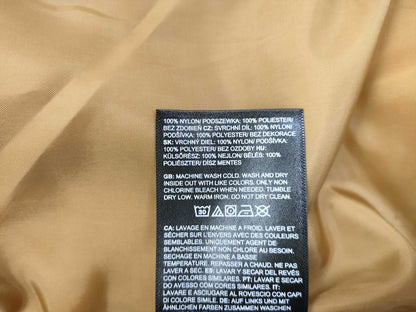 100% NYLON/ PODSZEWKA: 100% POLIESTER/
BEZ ZDOBIEŃ CZ: SVRCHNÍ DÍL: 100% NYLON/
PODŠÍVKA: 100% POLYESTER/ BEZ DEKORACE
SK: VRCHNÝ DIEL: 100% NYLON/ PODŠÍVKA:
100% POLYESTER/ BEZ OZDOBY HU:
KÜLSŐRÉSZ: 100% NEJLON/ BÉLÉS: 100%
POLIÉSZTER/ DÍSZ MENTES
GB: MACHINE WASH COLD. WASH AND DRY
INSIDE OUT WITH LIKE COLORS. ONLY NON
CHLORINE BLEACH WHEN NEEDED. TUMBLE
DRY LOW. WARM IRON. DO NOT DRY CLEAN.
30
CA: LAVAGE EN MACHINE A FROID. LAVER ET
SÉCHER SUR ENVERS AVEC DES COULEURS
SEMBLABLES. UNIQUEMENT AGENT DE
BLANCHISSEMENT NON CHLORE AU BESOIN.
SECHAGE EN MACHINE A BASSE
TEMPERATURE. REPASSER A CHAUD. NE PAS
LAVER A SEC. ES: LAVAR Y SECAR DEL REVÉS
CON COLORES SIMILARES. PT: LAVAR E SECAR
DO AVESSO COM CORES SIMILARES. IT:
LAVARE E ASCIUGARE AL ROVESCIO CON CAPI
DI COLORE SIMILE. DE: AUF LINKS UND MIT
ÄHNLICHEN FARBEN WASCHEN UND